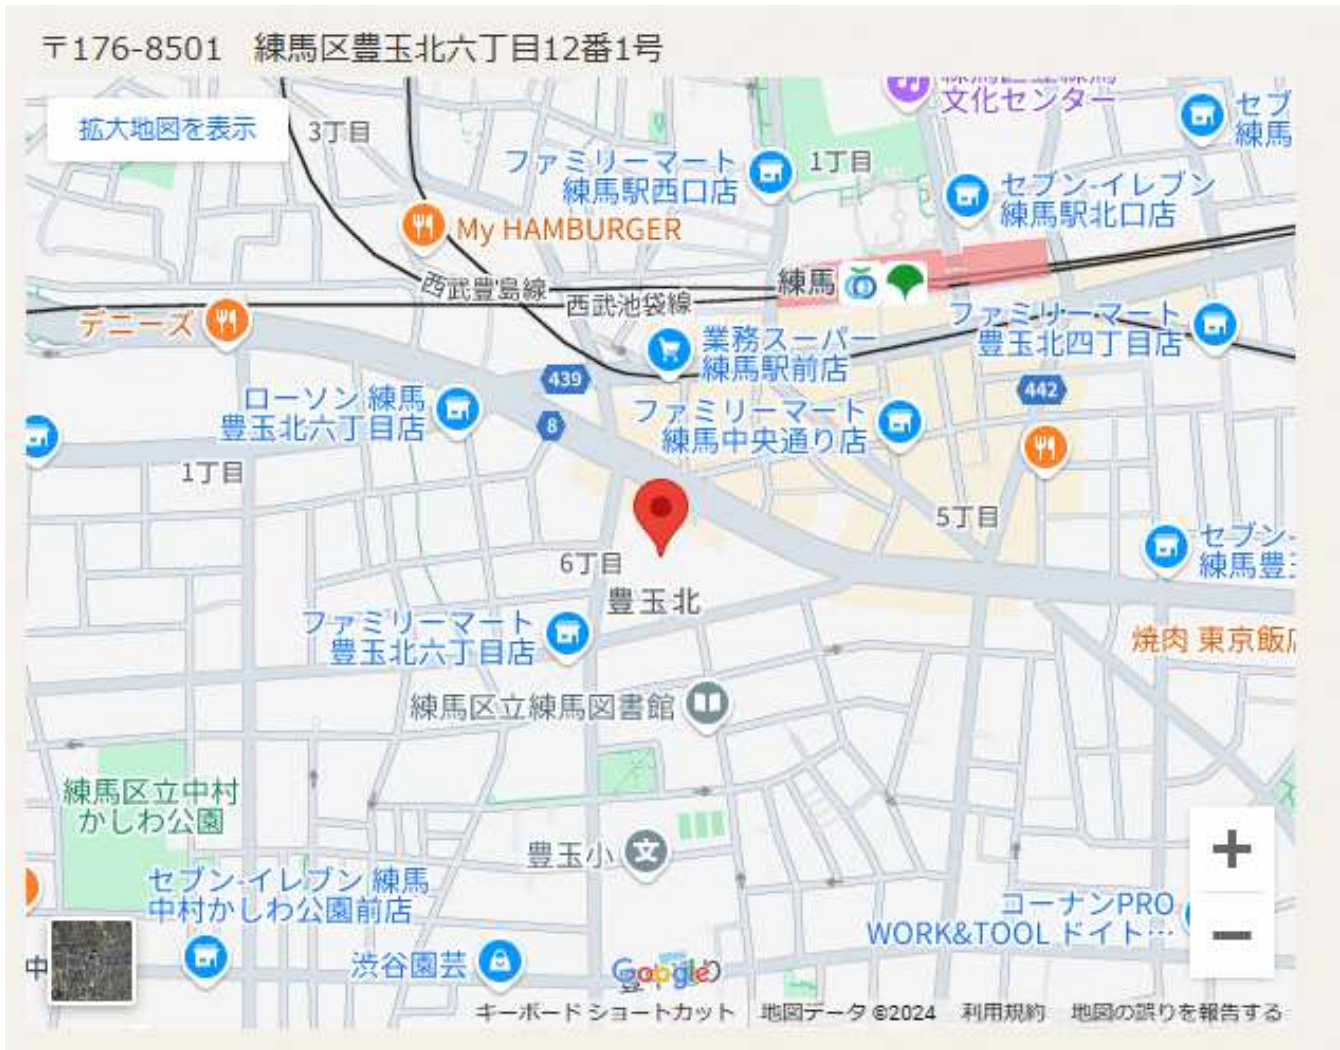 〒176-8501　練馬区豊玉北六丁目12番1号
拡大地図を表示
3丁目
文化センター
セブ
練馬
ファミリーマート
練馬駅西口店
1丁目
セブン-イレブン
練馬駅北口店
My HAMBURGER
西武豊島線
西武池袋線
練馬
デニーズ
業務スーパー
練馬駅前店
ファミリーマート
豊玉北四丁目店
439
442
ローソン 練馬
豊玉北六丁目店
8
ファミリーマート
練馬中央通り店
1丁目
5丁目
セブン-
練馬豊
6丁目
豊玉北
ファミリーマート
豊玉北六丁目店
焼肉 東京飯店
練馬区立練馬図書館
練馬区立中村
かしわ公園
豊玉小
セブン-イレブン 練馬
中村かしわ公園前店
コーナンPRO
WORK&TOOL ドイト…
中
渋谷園芸
Google
キーボード ショートカット
地図データ ©2024
利用規約
地図の誤りを報告する